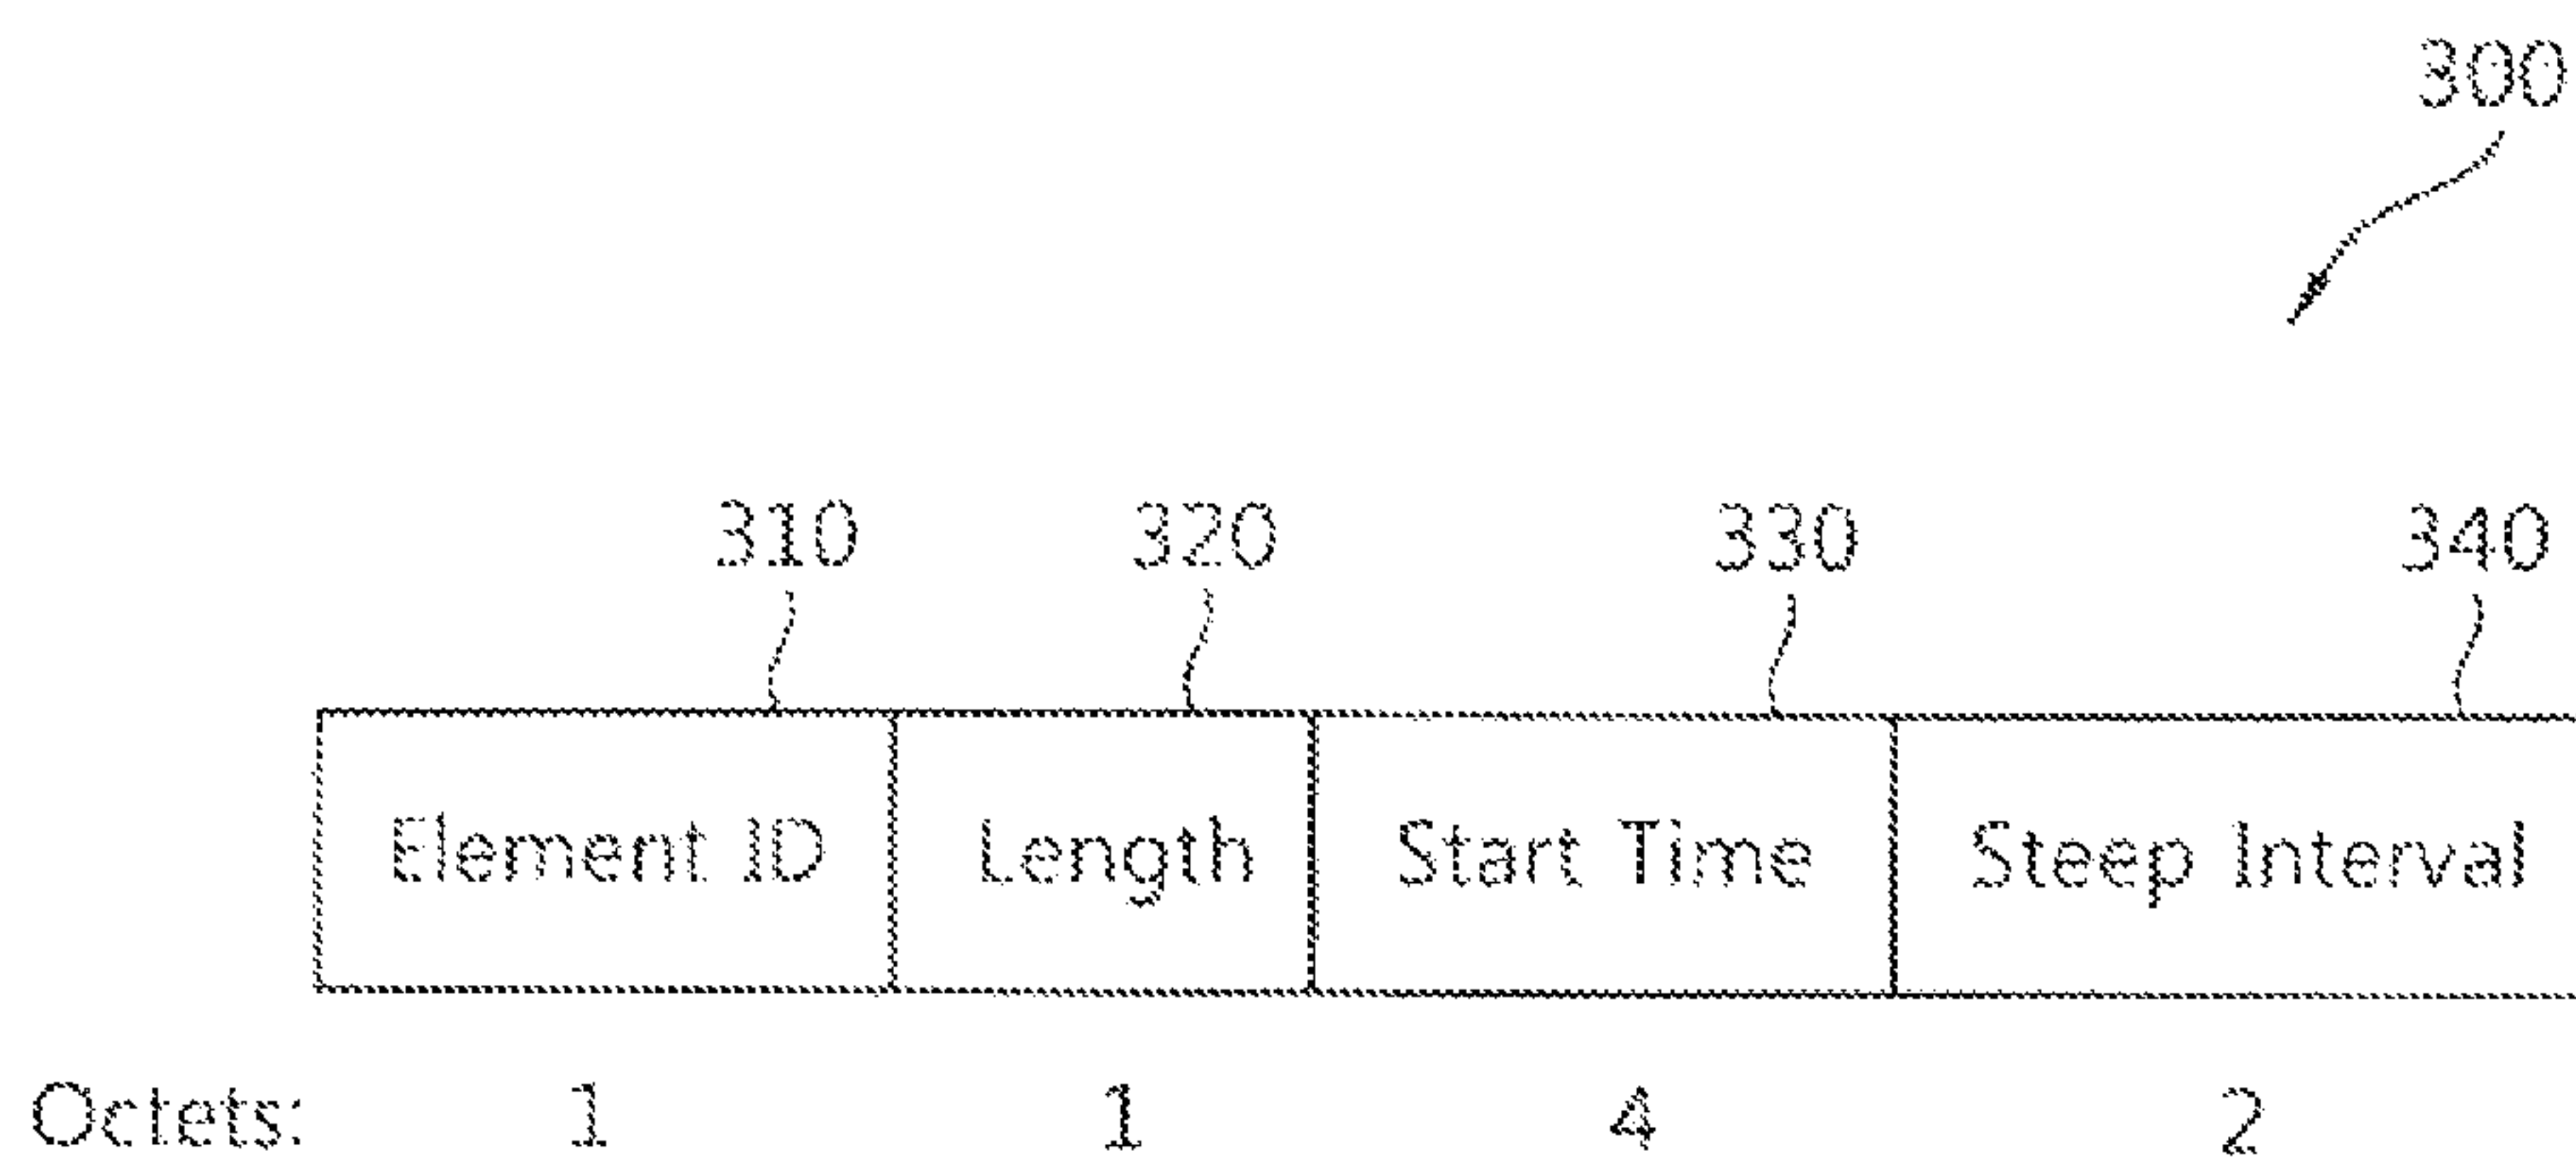 300
310 320 330 340
Element ID Length Start Time Steep Interval
Octets: 1 1 4 2